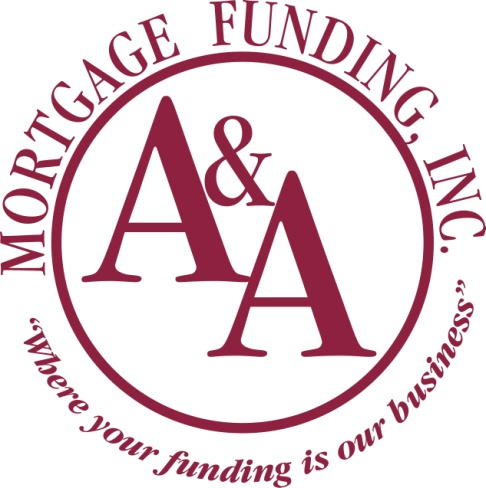 MORTGAGE FUNDING, INC.
A&A
“Where your funding is our business”